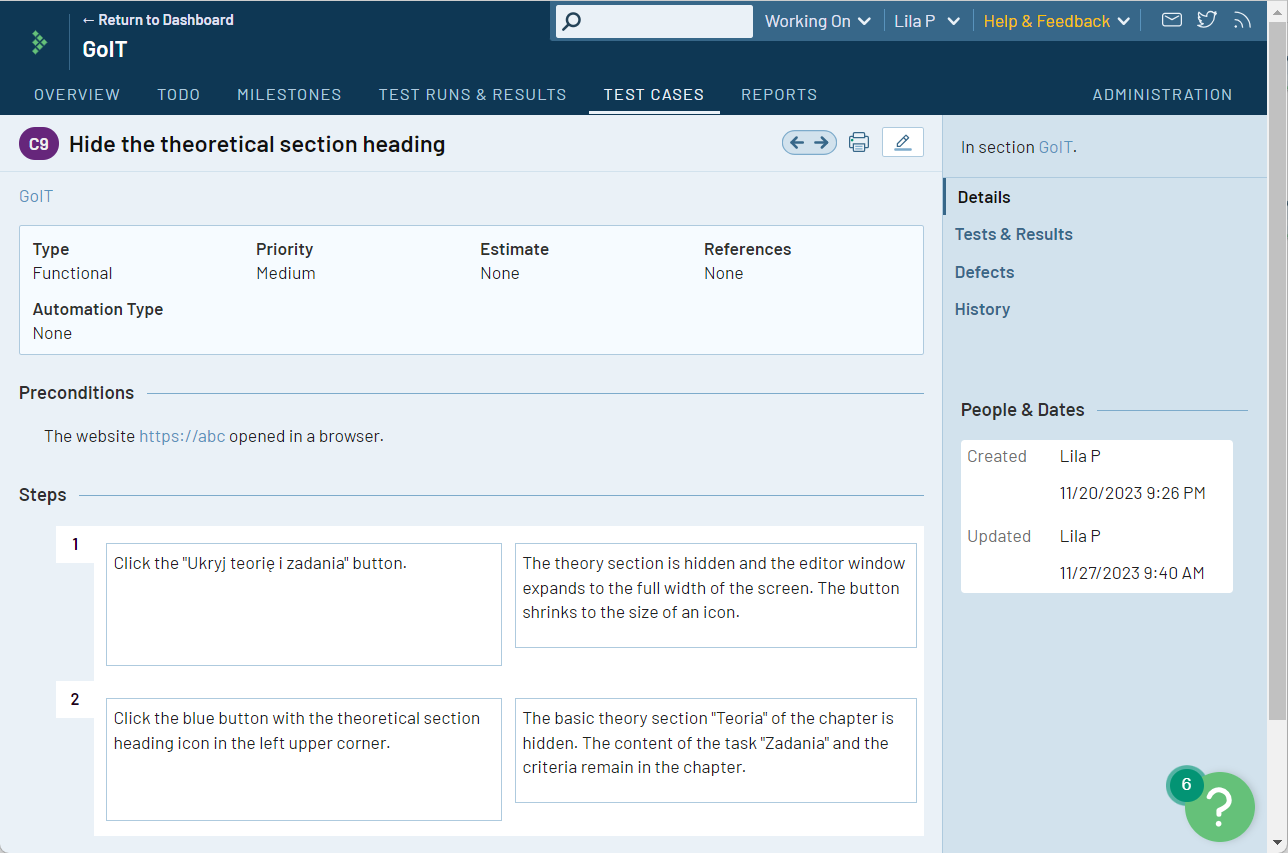 ← Return to Dashboard
GoIT
Working On
Lila P
Help & Feedback
OVERVIEW
TODO
MILESTONES
TEST RUNS & RESULTS
TEST CASES
REPORTS
ADMINISTRATION
C9
Hide the theoretical section heading
GoIT
Type
Functional
Priority
Medium
Estimate
None
References
None
Automation Type
None
Preconditions
The website https://abc opened in a browser.
Steps
1
Click the "Ukryj teorię i zadania" button.
The theory section is hidden and the editor window
expands to the full width of the screen. The button
shrinks to the size of an icon.
2
Click the blue button with the theoretical section
heading icon in the left upper corner.
The basic theory section "Teoria" of the chapter is
hidden. The content of the task "Zadania" and the
criteria remain in the chapter.
In section GoIT.
Details
Tests & Results
Defects
History
People & Dates
Created
Lila P
11/20/2023 9:26 PM
Updated
Lila P
11/27/2023 9:40 AM
6
?